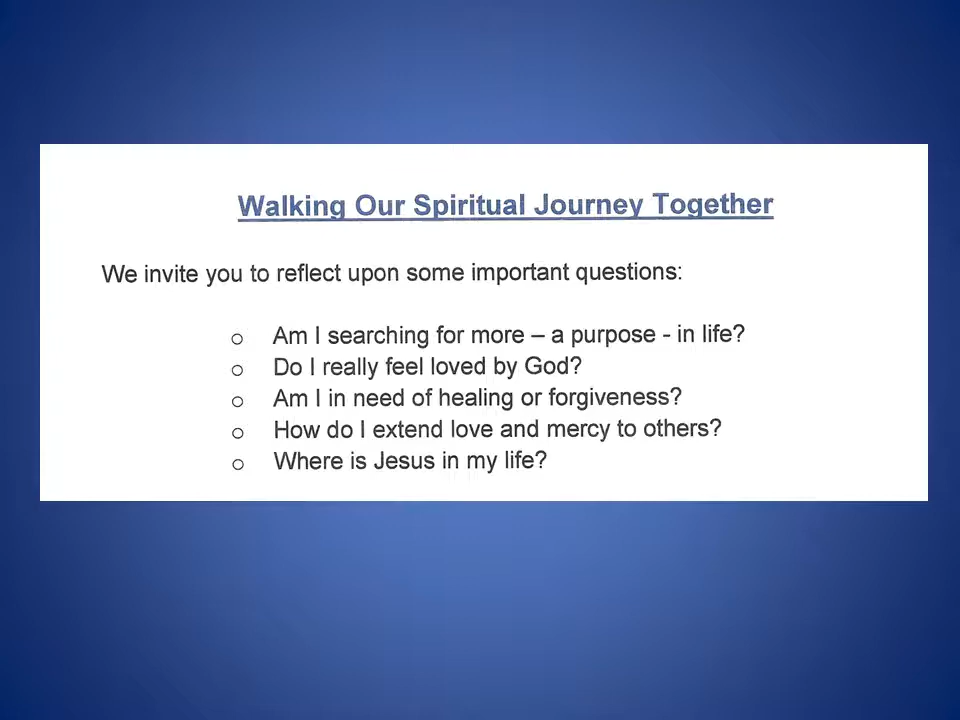 Walking Our Spiritual Journey Together
We invite you to reflect upon some important questions:
o Am I searching for more – a purpose - in life?
o Do I really feel loved by God?
o Am I in need of healing or forgiveness?
o How do I extend love and mercy to others?
o Where is Jesus in my life?